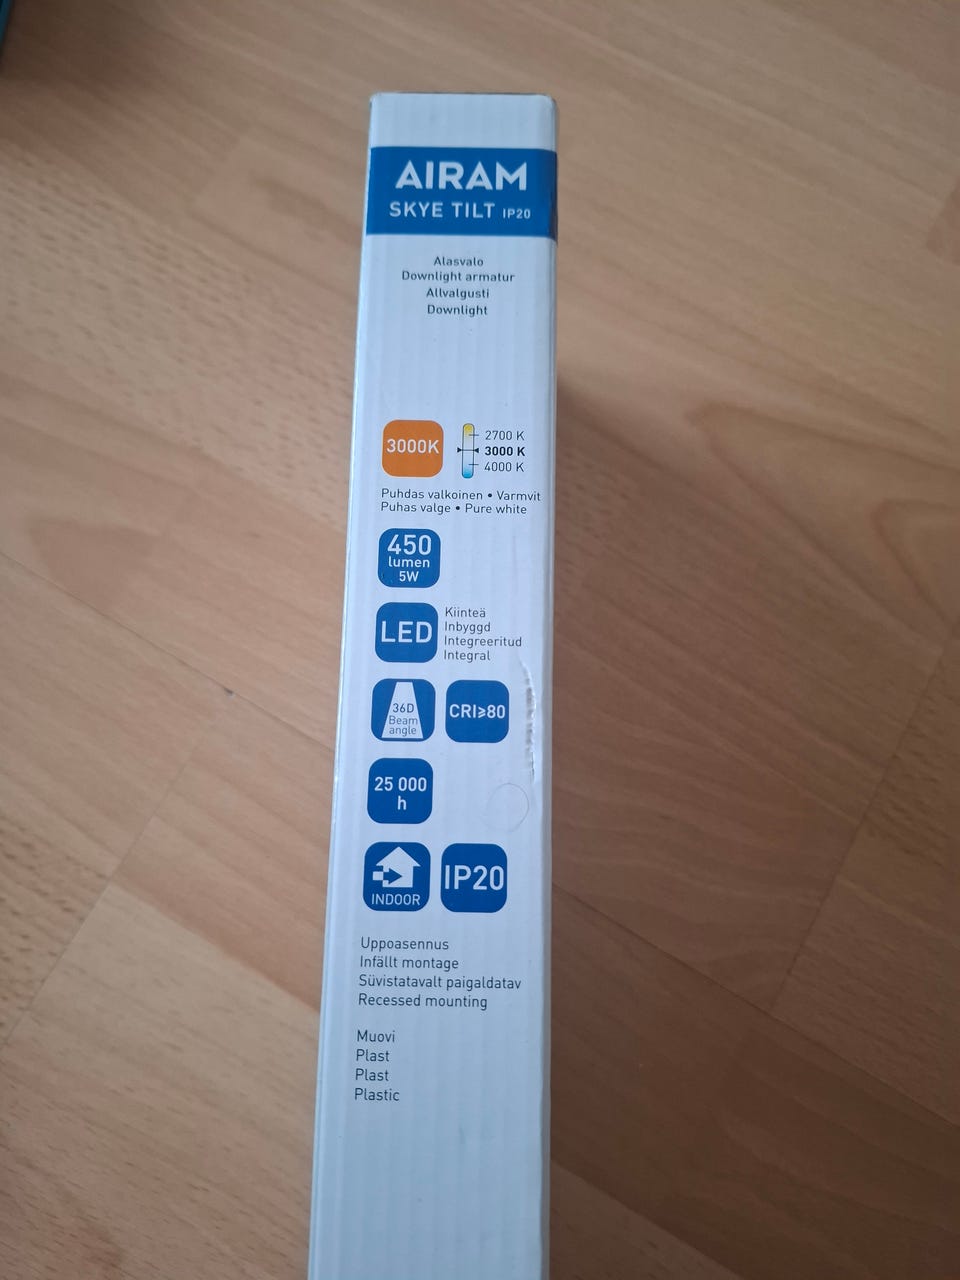 AIRAM
SKYE TILT IP20
Alasvalo
Downlight armatur
Allvalgusti
Downlight
3000K
2700 K
3000 K
4000 K
Puhdas valkoinen • Varmvit
Puhas valge • Pure white
450
lumen
5W
LED
Kiinteä
Inbyggd
Integreeritud
Integral
36D
Beam
angle
CRI≥80
25 000
h
INDOOR
IP20
Uppoasennus
Infällt montage
Süvistatavalt paigaldatav
Recessed mounting
Muovi
Plast
Plast
Plastic